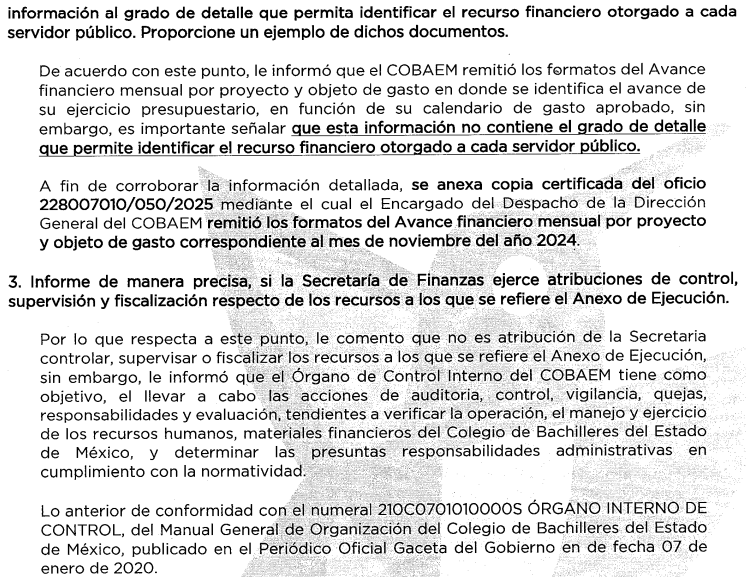 información al grado de detalle que permita identificar el recurso financiero otorgado a cada
servidor público. Proporcione un ejemplo de dichos documentos.
De acuerdo con este punto, le informó que el COBAEM remitió los formatos del Avance
financiero mensual por proyecto y objeto de gasto en donde se identifica el avance de
su ejercicio presupuestario, en función de su calendario de gasto aprobado, sin
embargo, es importante señalar que esta información no contiene el grado de detalle
que permite identificar el recurso financiero otorgado a cada servidor público.
A fin de corroborar la información detallada, se anexa copia certificada del oficio
228007010/050/2025 mediante el cual el Encargado del Despacho de la Dirección
General del COBAEM remitió los formatos del Avance financiero mensual por proyecto
y objeto de gasto correspondiente al mes de noviembre del año 2024.
3. Informe de manera precisa, si la Secretaría de Finanzas ejerce atribuciones de control,
supervisión y fiscalización respecto de los recursos a los que se refiere el Anexo de Ejecución.
Por lo que respecta a este punto, le comento que no es atribución de la Secretaria
controlar, supervisar o fiscalizar los recursos a los que se refiere el Anexo de Ejecución,
sin embargo, le informó que el Órgano de Control Interno del COBAEM tiene como
objetivo, el llevar a cabo las acciones de auditoria, control, vigilancia, quejas,
responsabilidades y evaluación, tendientes a verificar la operación, el manejo y ejercicio
de los recursos humanos, materiales financieros del Colegio de Bachilleres del Estado
de México, y determinar las presuntas responsabilidades administrativas en
cumplimiento con la normatividad.
Lo anterior de conformidad con el numeral 210C0701010000S ÓRGANO INTERNO DE
CONTROL, del Manual General de Organización del Colegio de Bachilleres del Estado
de México, publicado en el Periódico Oficial Gaceta del Gobierno en de fecha 07 de
enero de 2020.